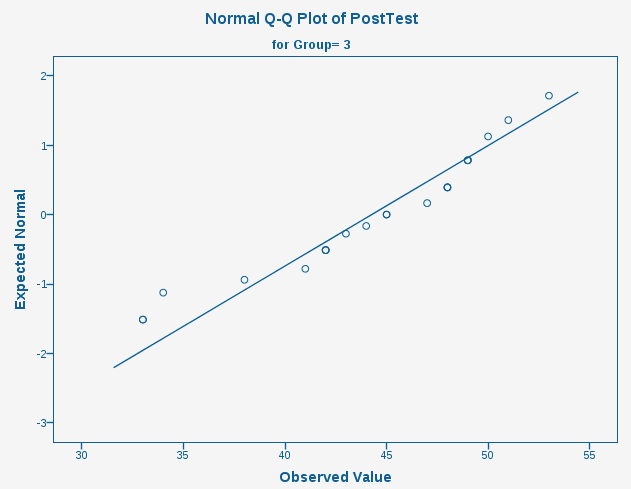 Normal Q-Q Plot of PostTest
for Group= 3
2
1
0
-1
-2
-3
Expected Normal
30 35 40 45 50 55
Observed Value